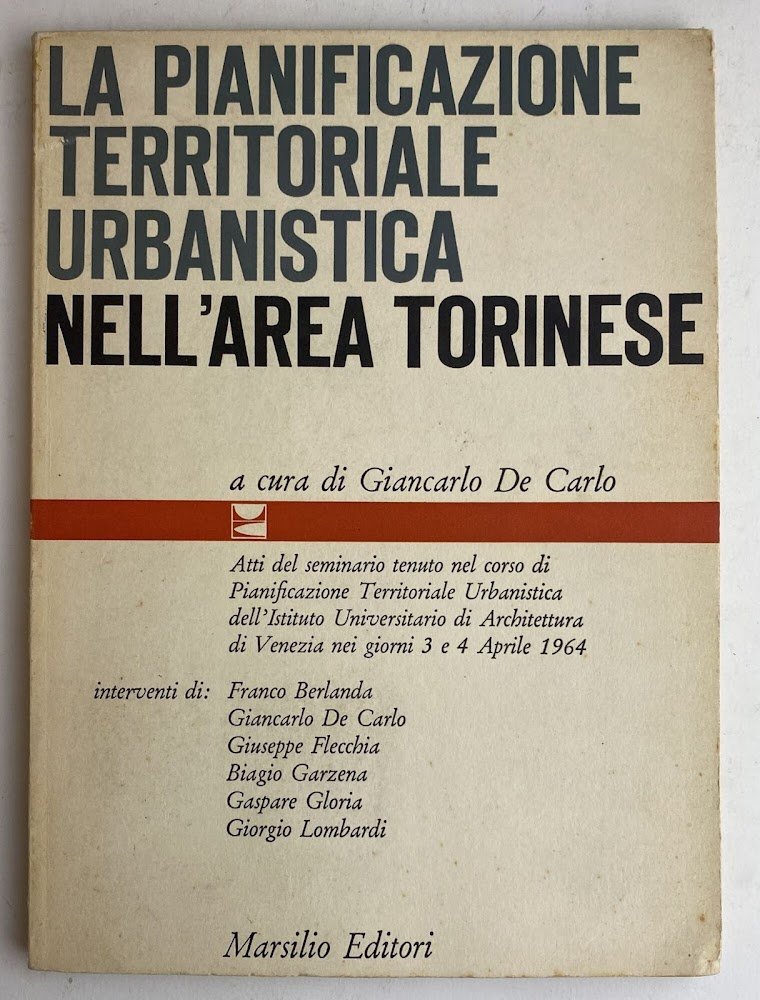 LA PIANIFICAZIONE
TERRITORIALE
URBANISTICA
NELL'AREA TORINESE
a cura di Giancarlo De Carlo
Atti del seminario tenuto nel corso di
Pianificazione Territoriale Urbanistica
dell'Istituto Universitario di Architettura
di Venezia nei giorni 3 e 4 Aprile 1964
interventi di: Franco Berlanda
Giancarlo De Carlo
Giuseppe Flecchia
Biagio Garzena
Gaspare Gloria
Giorgio Lombardi
Marsilio Editori